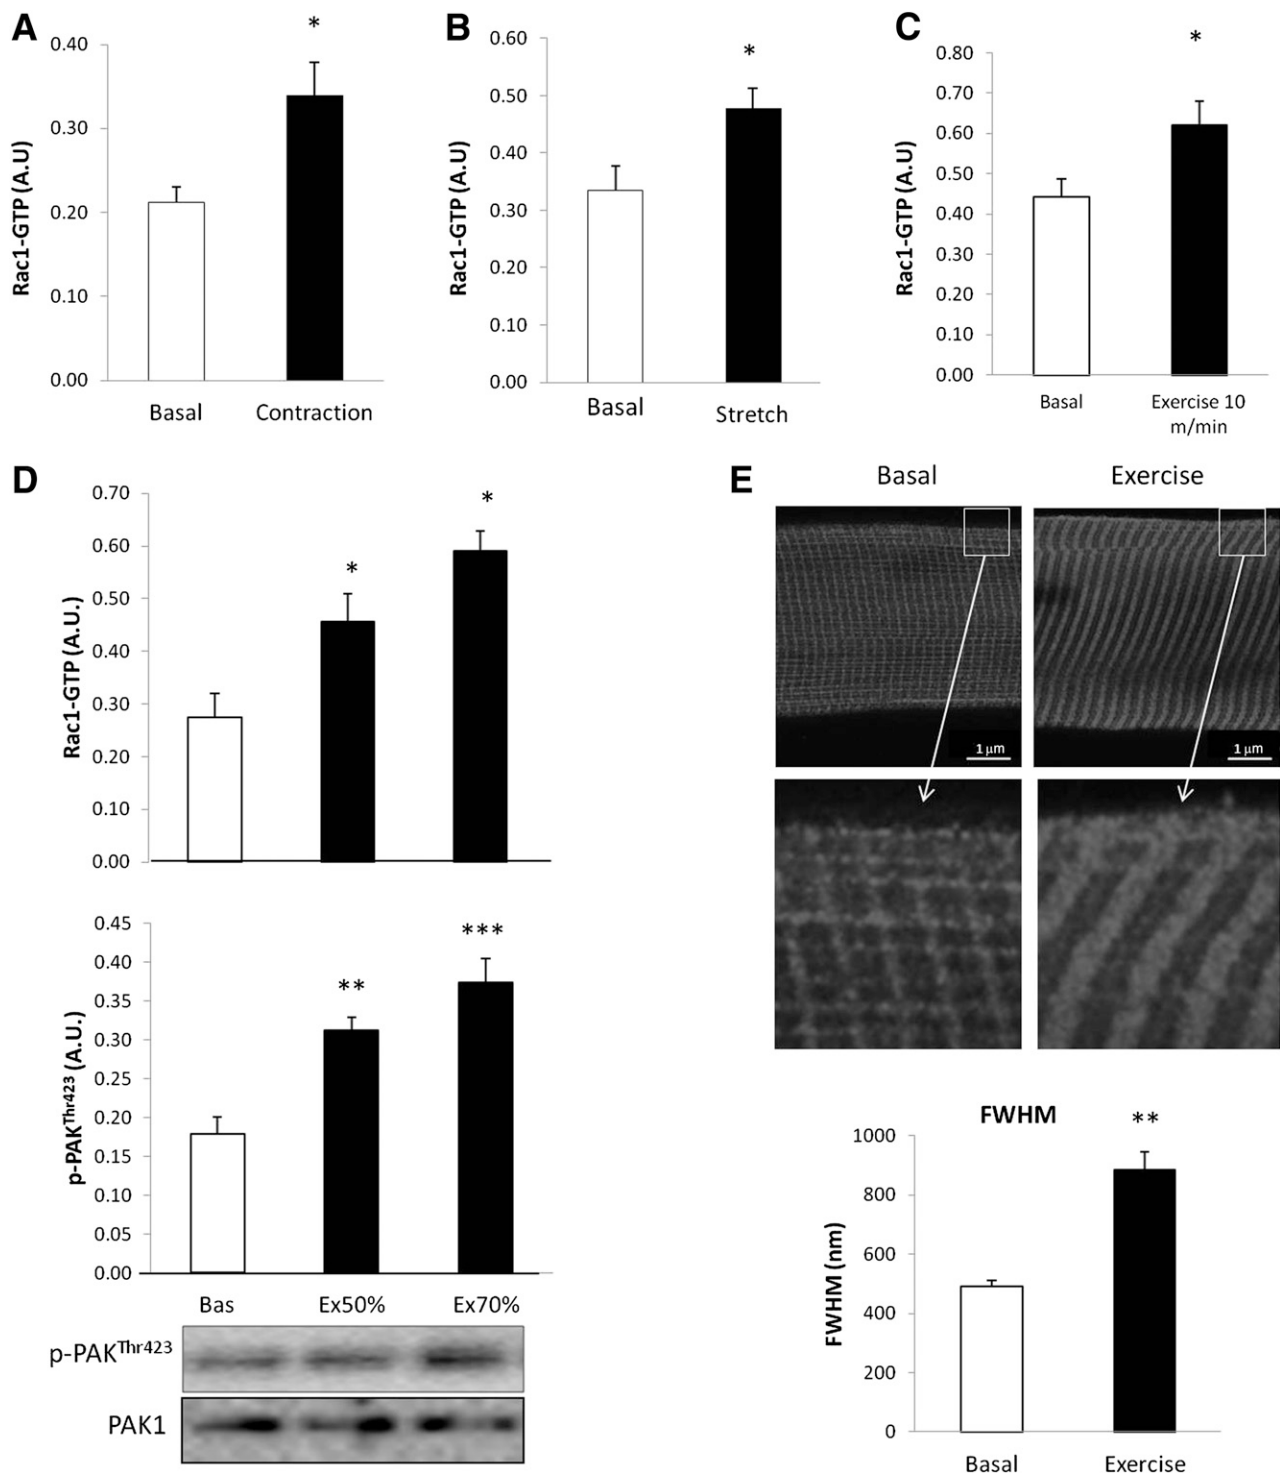 A
*
0.40
0.30
0.20
0.10
0.00
Rac1-GTP (A.U)
Basal
Contraction
B
*
0.60
0.50
0.40
0.30
0.20
0.10
0.00
Rac1-GTP (A.U)
Basal
Stretch
C
*
0.80
0.70
0.60
0.50
0.40
0.30
0.20
0.10
0.00
Rac1-GTP (A.U)
Basal
Exercise 10
m/min
D
*
*
0.70
0.60
0.50
0.40
0.30
0.20
0.10
0.00
Rac1-GTP (A.U.)
**
***
0.45
0.40
0.35
0.30
0.25
0.20
0.15
0.10
0.05
0.00
p-PAKThr423 (A.U.)
Bas
Ex50%
Ex70%
p-PAKThr423
PAK1
E
Basal
Exercise
1 μm
1 μm
FWHM
**
1000
800
600
400
200
0
FWHM (nm)
Basal
Exercise